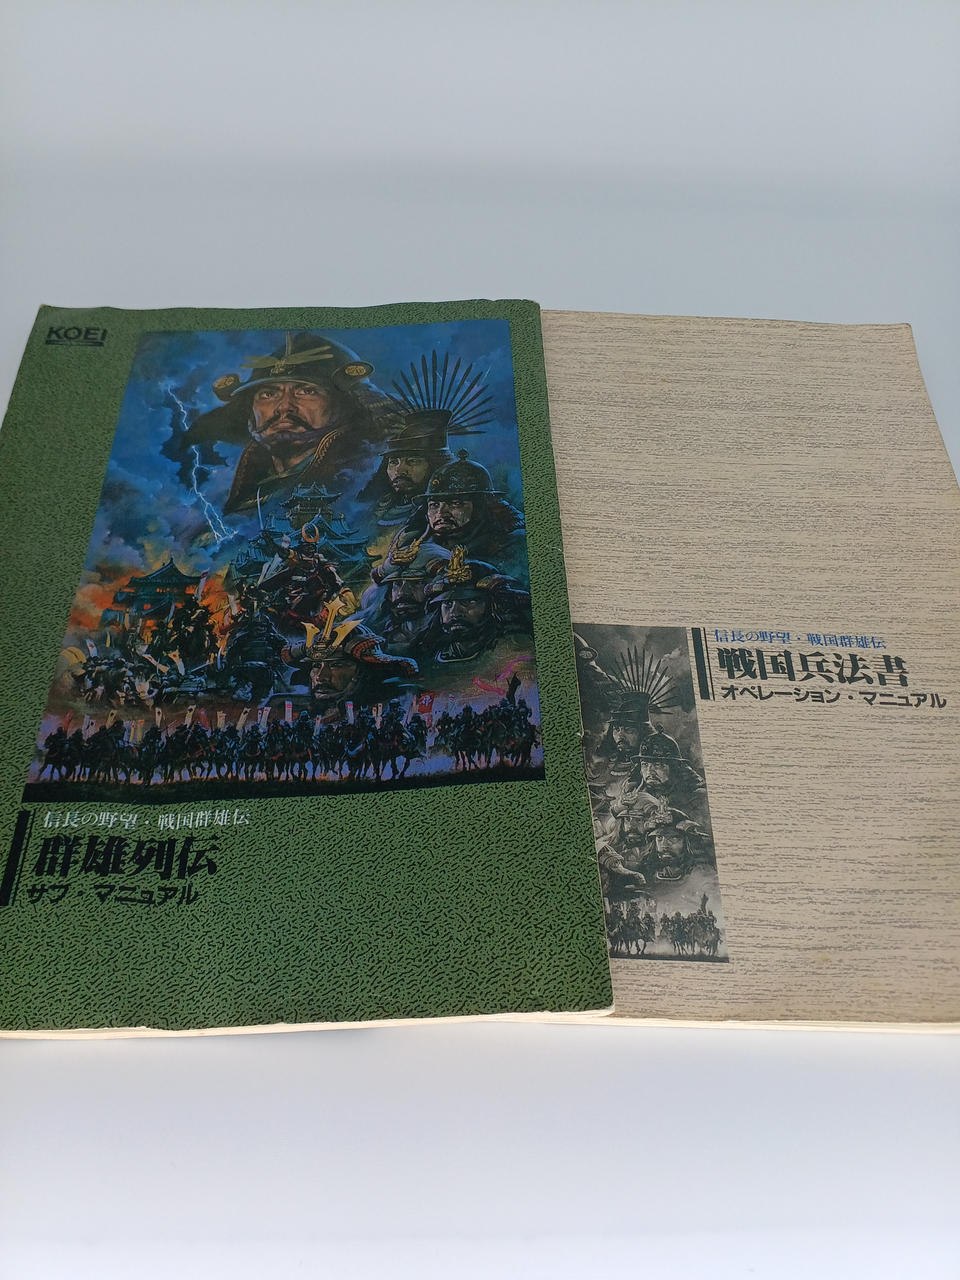 KOEI
信長の野望・戦国群雄伝
群雄列伝
サブ・マニュアル
信長の野望・戦国群雄伝
戦国兵法書
オペレーション・マニュアル